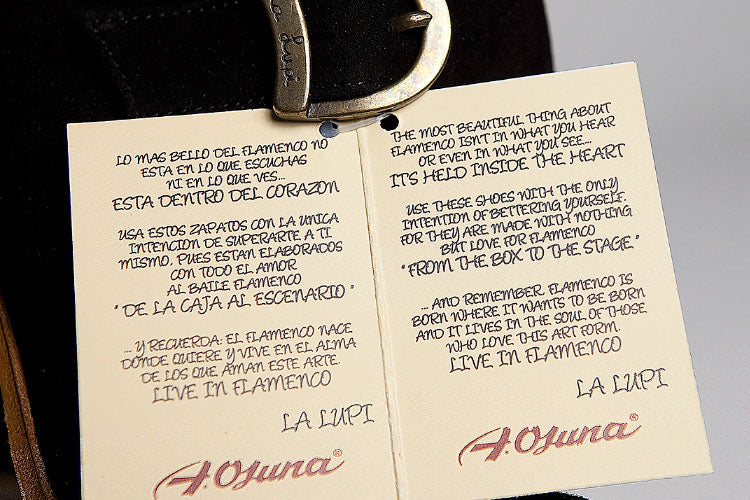 La Lupi
LO MAS BELLO DEL FLAMENCO NO
ESTA EN LO QUE ESCUCHAS
NI EN LO QUE VES...
ESTA DENTRO DEL CORAZON
USA ESTOS ZAPATOS CON LA UNICA
INTENCION DE SUPERARTE A TI
MISMO, PUES ESTAN ELABORADOS
CON TODO EL AMOR
AL BAILE FLAMENCO
"DE LA CAJA AL ESCENARIO"
... Y RECUERDA: EL FLAMENCO NACE
DONDE QUIERE Y VIVE EN EL ALMA
DE LOS QUE AMAN ESTE ARTE.
LIVE IN FLAMENCO
LA LUPI
A.Osuna®
THE MOST BEAUTIFUL THING ABOUT
FLAMENCO ISN'T IN WHAT YOU HEAR
OR EVEN IN WHAT YOU SEE...
IT'S HELD INSIDE THE HEART
USE THESE SHOES WITH THE ONLY
INTENTION OF BETTERING YOURSELF.
FOR THEY ARE MADE WITH NOTHING
BUT LOVE FOR FLAMENCO
"FROM THE BOX TO THE STAGE."
... AND REMEMBER, FLAMENCO IS
BORN WHERE IT WANTS TO BE BORN
AND IT LIVES IN THE SOUL OF THOSE
WHO LOVE THIS ART FORM.
LIVE IN FLAMENCO
LA LUPI
A.Osuna®